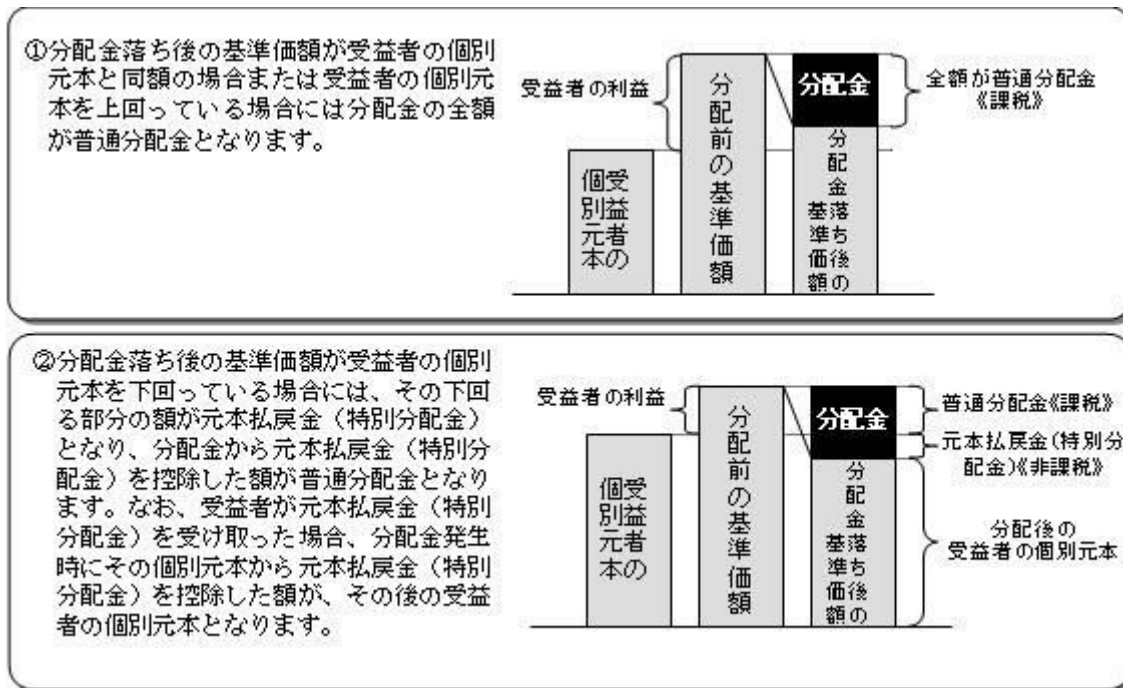 ①分配金落ち後の基準価額が受益者の個別
元本と同額の場合または受益者の個別元
本を上回っている場合には分配金の全額
が普通分配金となります。
受益者の利益
受益者の
個別元本
分配前の基準価額
分配金
分配金落ち後の
基準価額
全額が普通分配金
《課税》
②分配金落ち後の基準価額が受益者の個別
元本を下回っている場合には、その下回
る部分の額が元本払戻金（特別分配金）
となり、分配金から元本払戻金（特別分
配金）を控除した額が普通分配金となり
ます。なお、受益者が元本払戻金（特別
分配金）を受け取った場合、分配金発生
時にその個別元本から元本払戻金（特別
分配金）を控除した額が、その後の受益
者の個別元本となります。
受益者の利益
受益者の
個別元本
分配前の基準価額
分配金
分配金落ち後の
基準価額
普通分配金《課税》
元本払戻金（特別分
配金）《非課税》
分配後の
受益者の個別元本